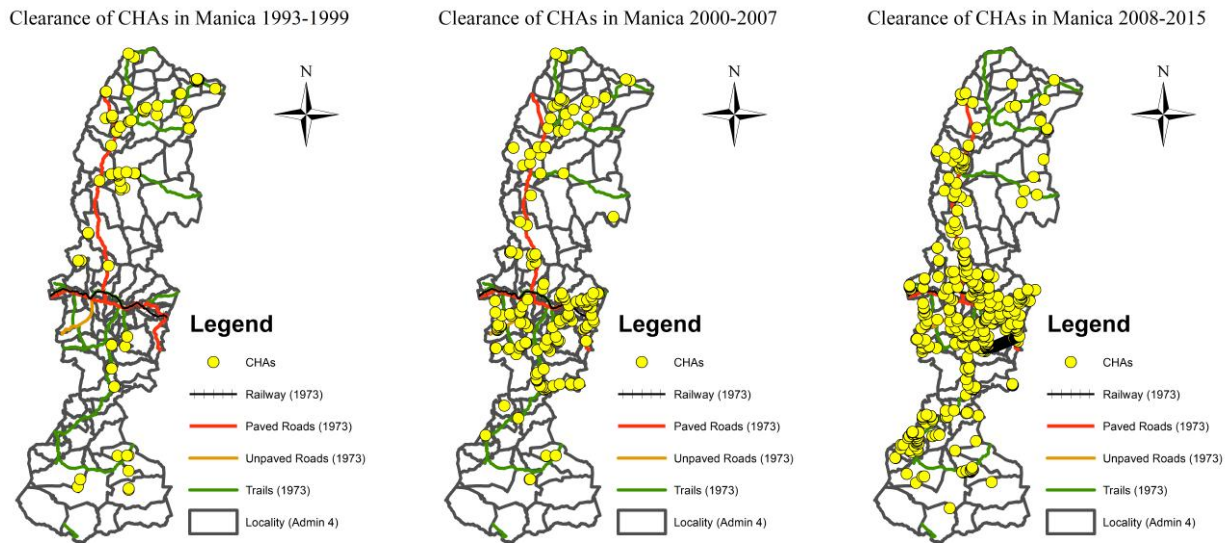 Clearance of CHAs in Manica 1993-1999
N
Legend
CHAs
Railway (1973)
Paved Roads (1973)
Unpaved Roads (1973)
Trails (1973)
Locality (Admin 4)
Clearance of CHAs in Manica 2000-2007
N
Legend
CHAs
Railway (1973)
Paved Roads (1973)
Unpaved Roads (1973)
Trails (1973)
Locality (Admin 4)
Clearance of CHAs in Manica 2008-2015
N
Legend
CHAs
Railway (1973)
Paved Roads (1973)
Unpaved Roads (1973)
Trails (1973)
Locality (Admin 4)